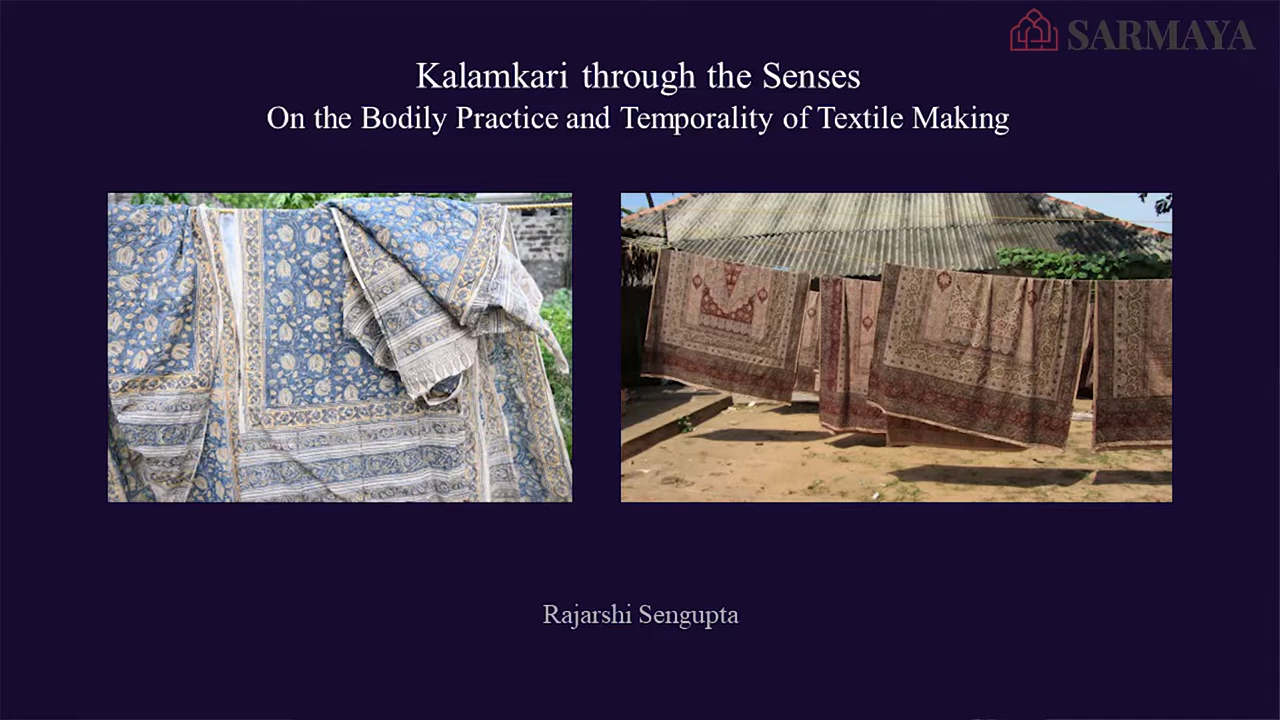 SARMAYA
Kalamkari through the Senses
On the Bodily Practice and Temporality of Textile Making
Rajarshi Sengupta